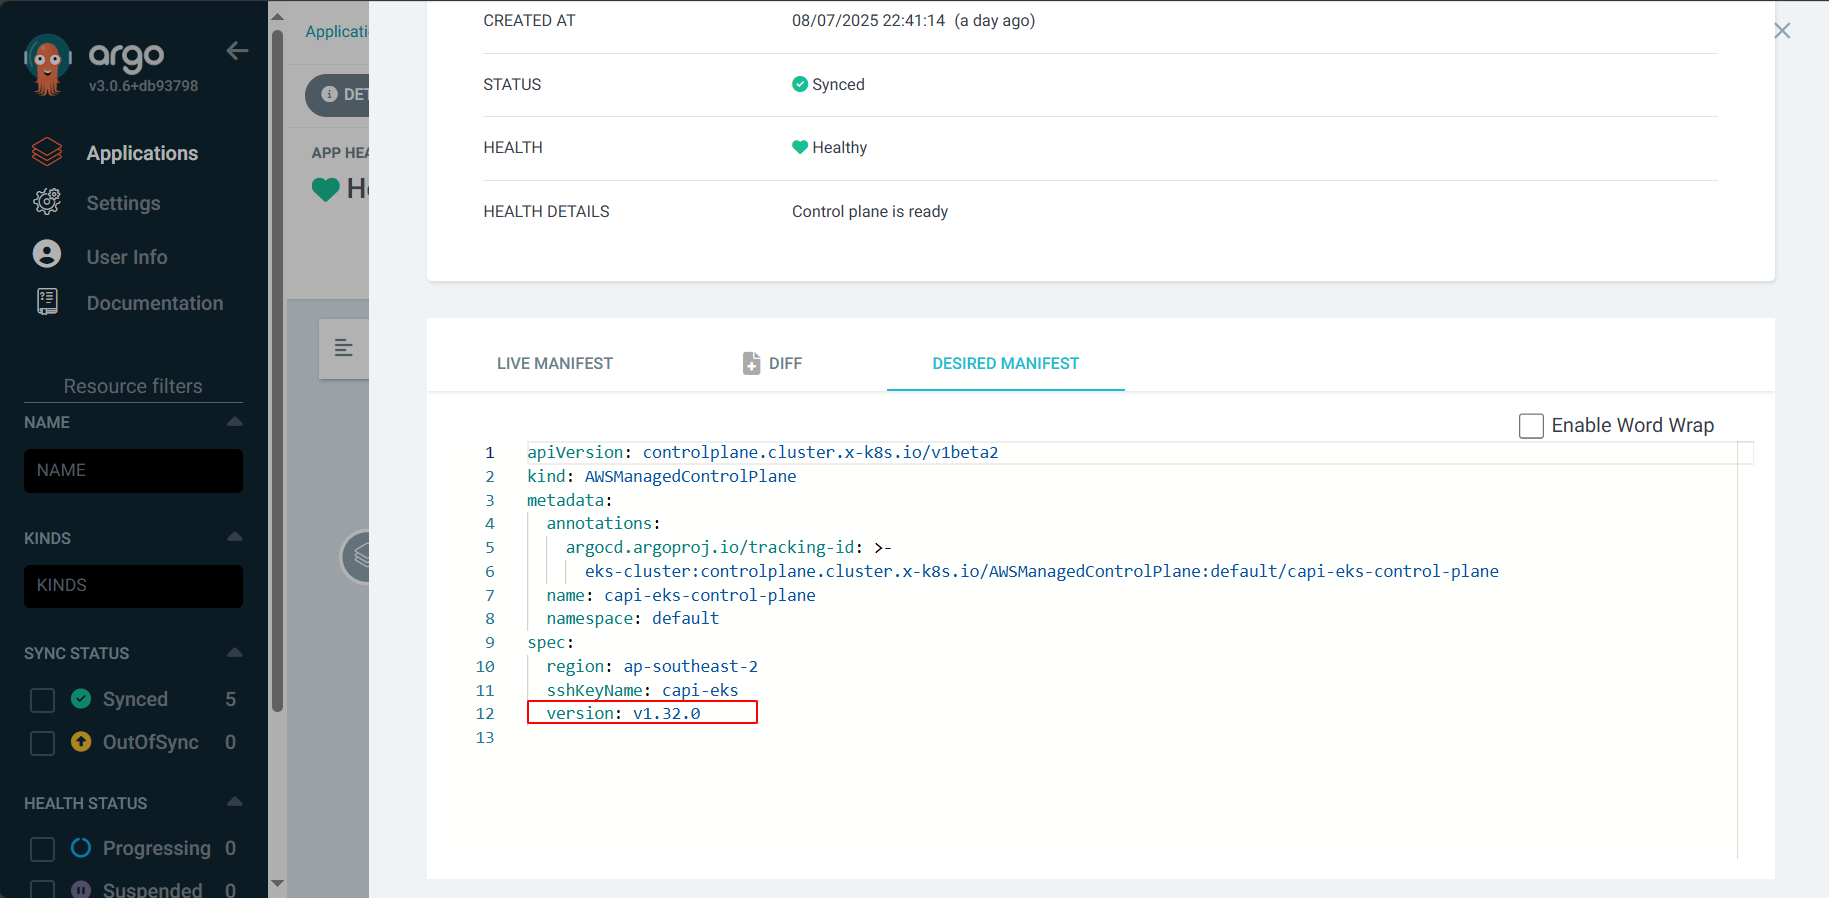 argo
v3.0.6+db93798
Applications
Settings
User Info
Documentation
Resource filters
NAME
NAME
KINDS
KINDS
SYNC STATUS
Synced 5
OutOfSync 0
HEALTH STATUS
Progressing 0
Suspended 0
Applicati
DET
APP HEA
He
CREATED AT 08/07/2025 22:41:14 (a day ago)
STATUS Synced
HEALTH Healthy
HEALTH DETAILS Control plane is ready
LIVE MANIFEST DIFF DESIRED MANIFEST
Enable Word Wrap
1 apiVersion: controlplane.cluster.x-k8s.io/v1beta2
2 kind: AWSManagedControlPlane
3 metadata:
4 annotations:
5 argocd.argoproj.io/tracking-id: >-
6 eks-cluster:controlplane.cluster.x-k8s.io/AWSManagedControlPlane:default/capi-eks-control-plane
7 name: capi-eks-control-plane
8 namespace: default
9 spec:
10 region: ap-southeast-2
11 sshKeyName: capi-eks
12 version: v1.32.0
13